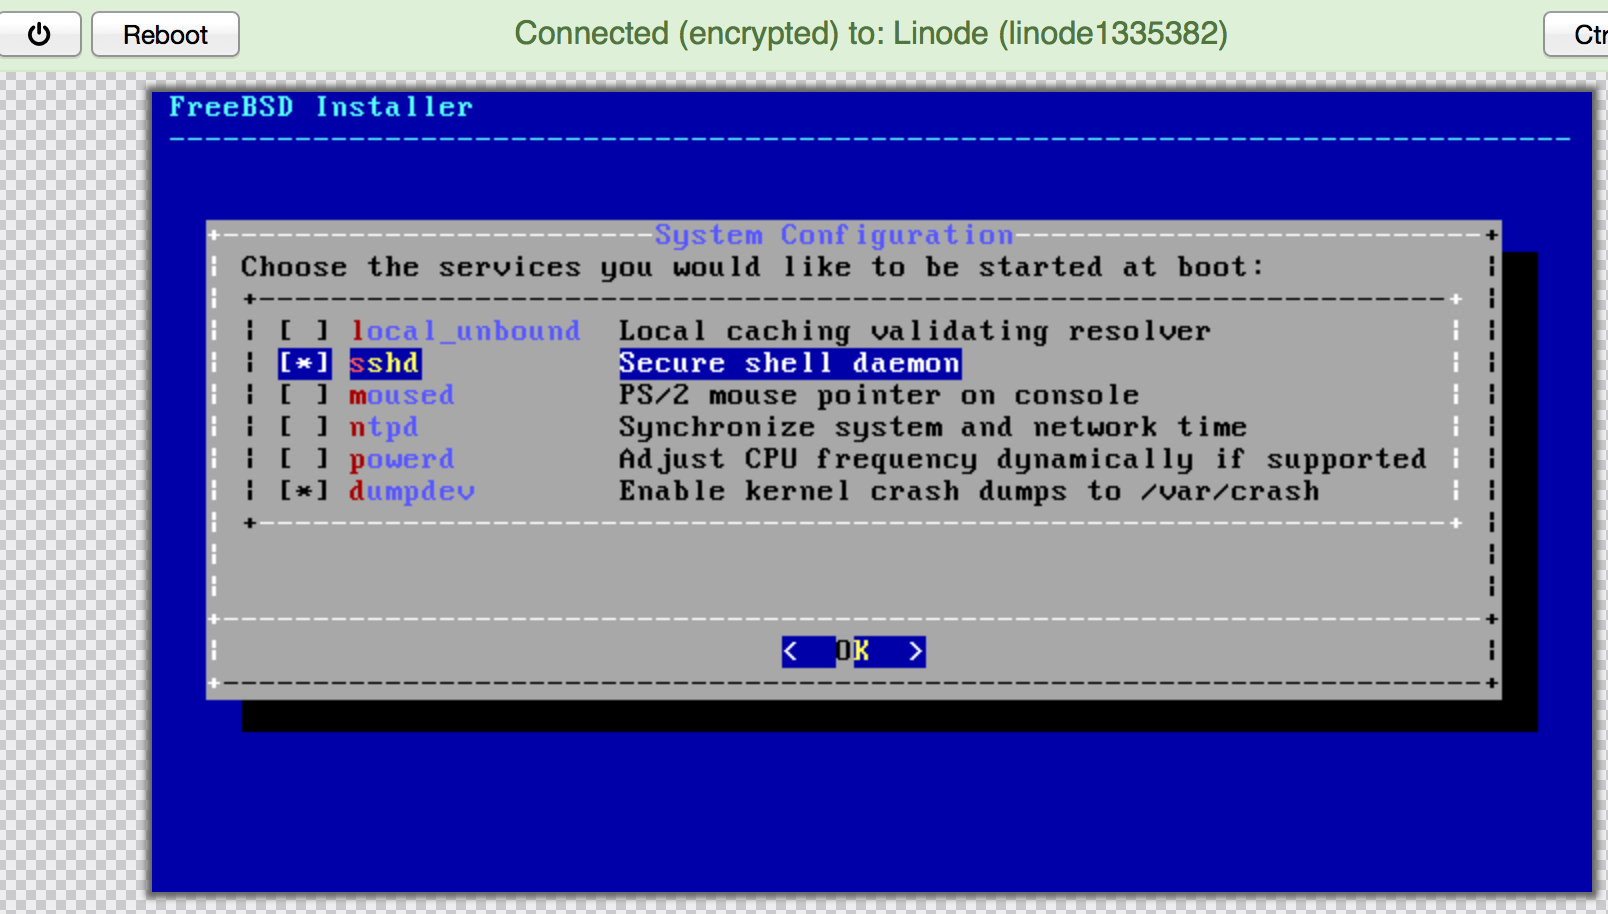 Reboot
Connected (encrypted) to: Linode (linode1335382)
Ctr
FreeBSD Installer
System Configuration
Choose the services you would like to be started at boot:
[ ] local_unbound Local caching validating resolver
[*] sshd Secure shell daemon
[ ] moused PS/2 mouse pointer on console
[ ] ntpd Synchronize system and network time
[ ] powerd Adjust CPU frequency dynamically if supported
[*] dumpdev Enable kernel crash dumps to /var/crash
< OK >